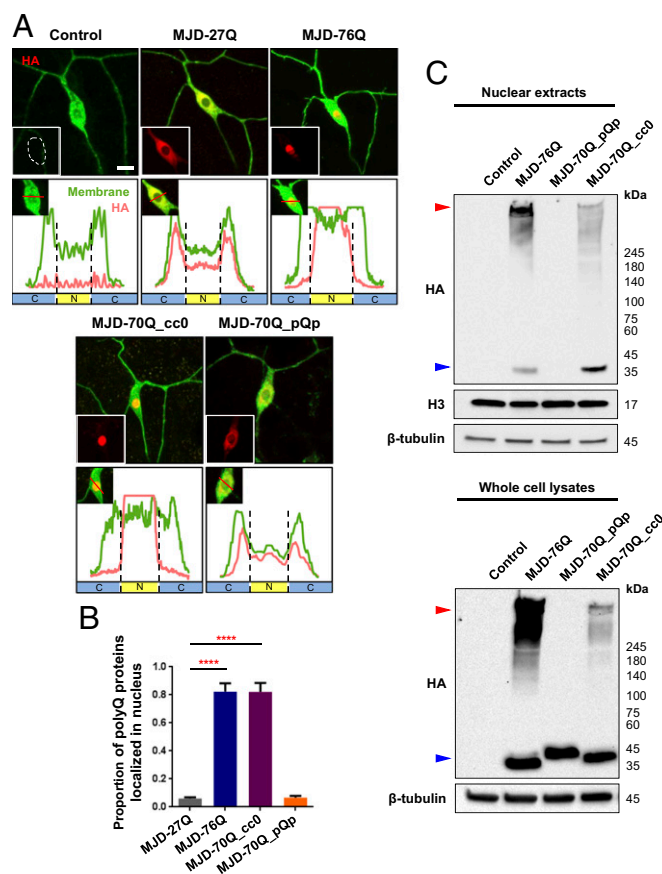 A
Control
MJD-27Q
MJD-76Q
HA
Membrane
HA
C N C
C N C
C N C
MJD-70Q_cc0
MJD-70Q_pQp
C N C
C N C
B
Proportion of polyQ proteins
localized in nucleus
1.0
0.8
0.6
0.4
0.2
0.0
****
****
MJD-27Q
MJD-76Q
MJD-70Q_cc0
MJD-70Q_pQp
C
Nuclear extracts
Control
MJD-76Q
MJD-70Q_pQp
MJD-70Q_cc0
kDa
HA
245
180
140
100
75
60
45
35
H3
17
β-tubulin
45
Whole cell lysates
Control
MJD-76Q
MJD-70Q_pQp
MJD-70Q_cc0
kDa
HA
245
180
140
100
75
60
45
35
β-tubulin
45